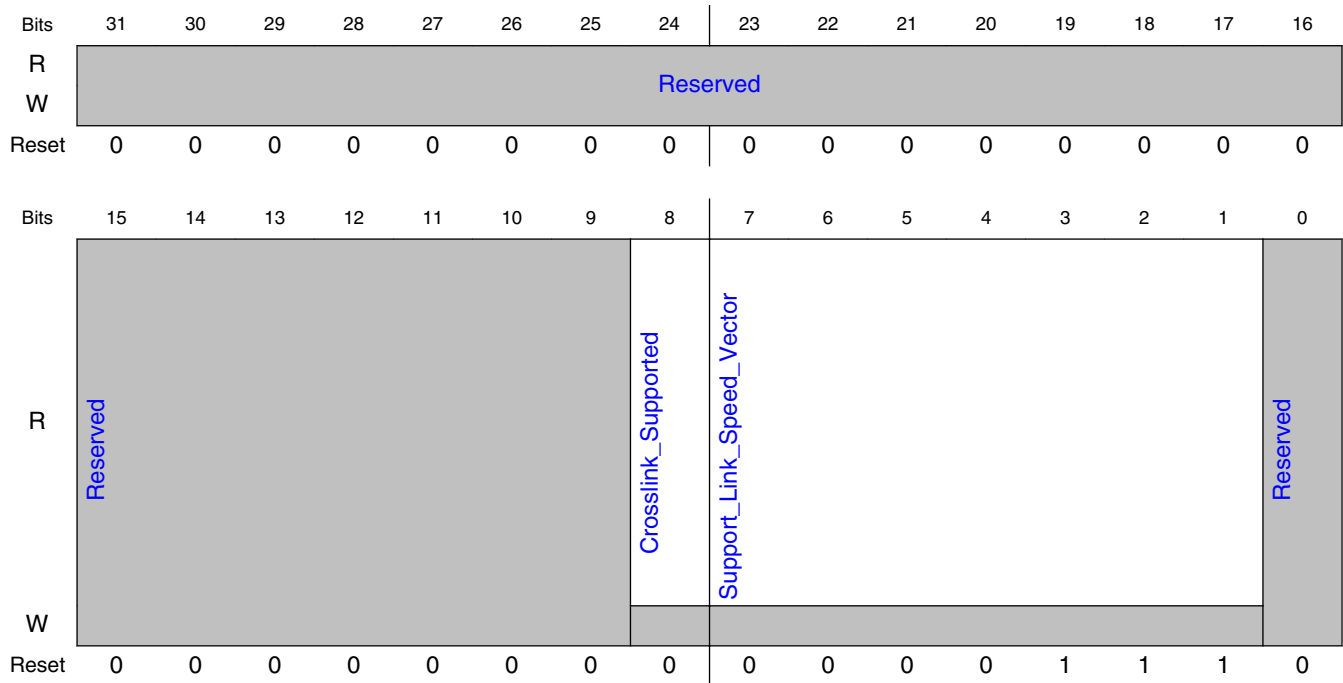 Bits 31 30 29 28 27 26 25 24 23 22 21 20 19 18 17 16
R
Reserved
W
Reset 0 0 0 0 0 0 0 0 0 0 0 0 0 0 0 0
Bits 15 14 13 12 11 10 9 8 7 6 5 4 3 2 1 0
R
Reserved
Crosslink_Supported
Support_Link_Speed_Vector
Reserved
W
Reset 0 0 0 0 0 0 0 0 0 0 0 0 1 1 1 0